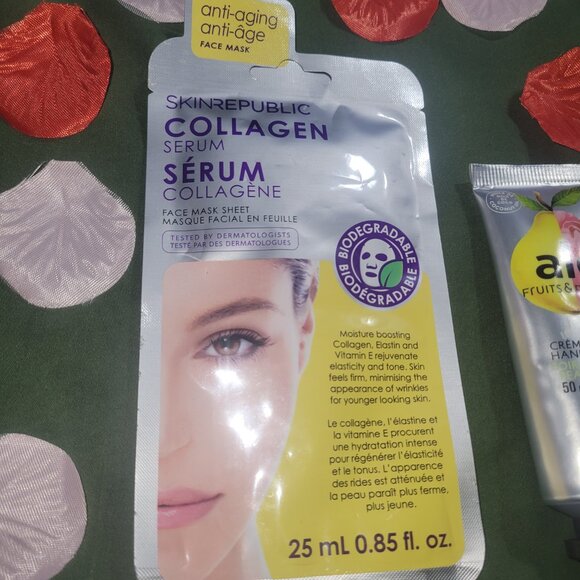 anti-aging
anti-âge
FACE MASK
SKINREPUBLIC
COLLAGEN
SERUM
SÉRUM
COLLAGÈNE
FACE MASK SHEET
MASQUE FACIAL EN FEUILLE
TESTED BY DERMATOLOGISTS
TESTÉ PAR DES DERMATOLOGUES
BIODEGRADABLE
BIODÉGRADABLE
Moisture boosting
Collagen, Elastin and
Vitamin E rejuvenate
elasticity and tone. Skin
feels firm, minimising the
appearance of wrinkles
for younger looking skin.
Le collagène, l'élastine et
la vitamine E procurent
une hydratation intense
pour régénérer l'élasticité
et le tonus. L'apparence
des rides est atténuée et
la peau paraît plus ferme,
plus jeune.
25 mL 0.85 fl. oz.
FRUITS &
CRÈM
HAN
50